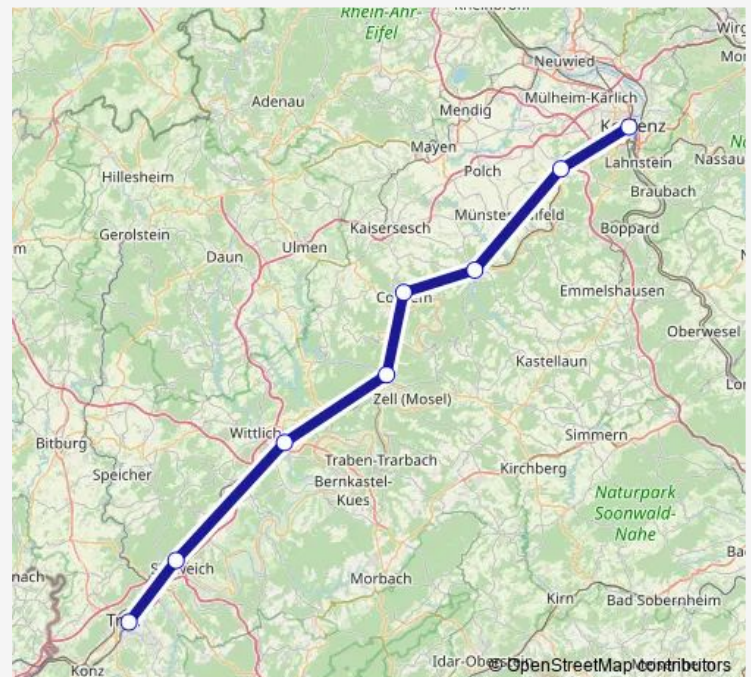 Rhein-Ahr-
Eifel
Neuwied
Adenau
Mülheim-Kärlich
Mendig
Mayen
Lahnstein
Nassau
Hillesheim
Polch
Braubach
Kaisersesch
Boppard
Gerolstein
Ulmen
Daun
Emmelshausen
Oberwesel
Kastellaun
Zell (Mosel)
Wittlich
Simmern
Bitburg
Traben-Trarbach
Kirchberg
Speicher
Bernkastel-
Kues
Naturpark
Soonwald-
Nahe
Morbach
Kirn
Bad Sobernheim
Konz
© OpenStreetMap contributors